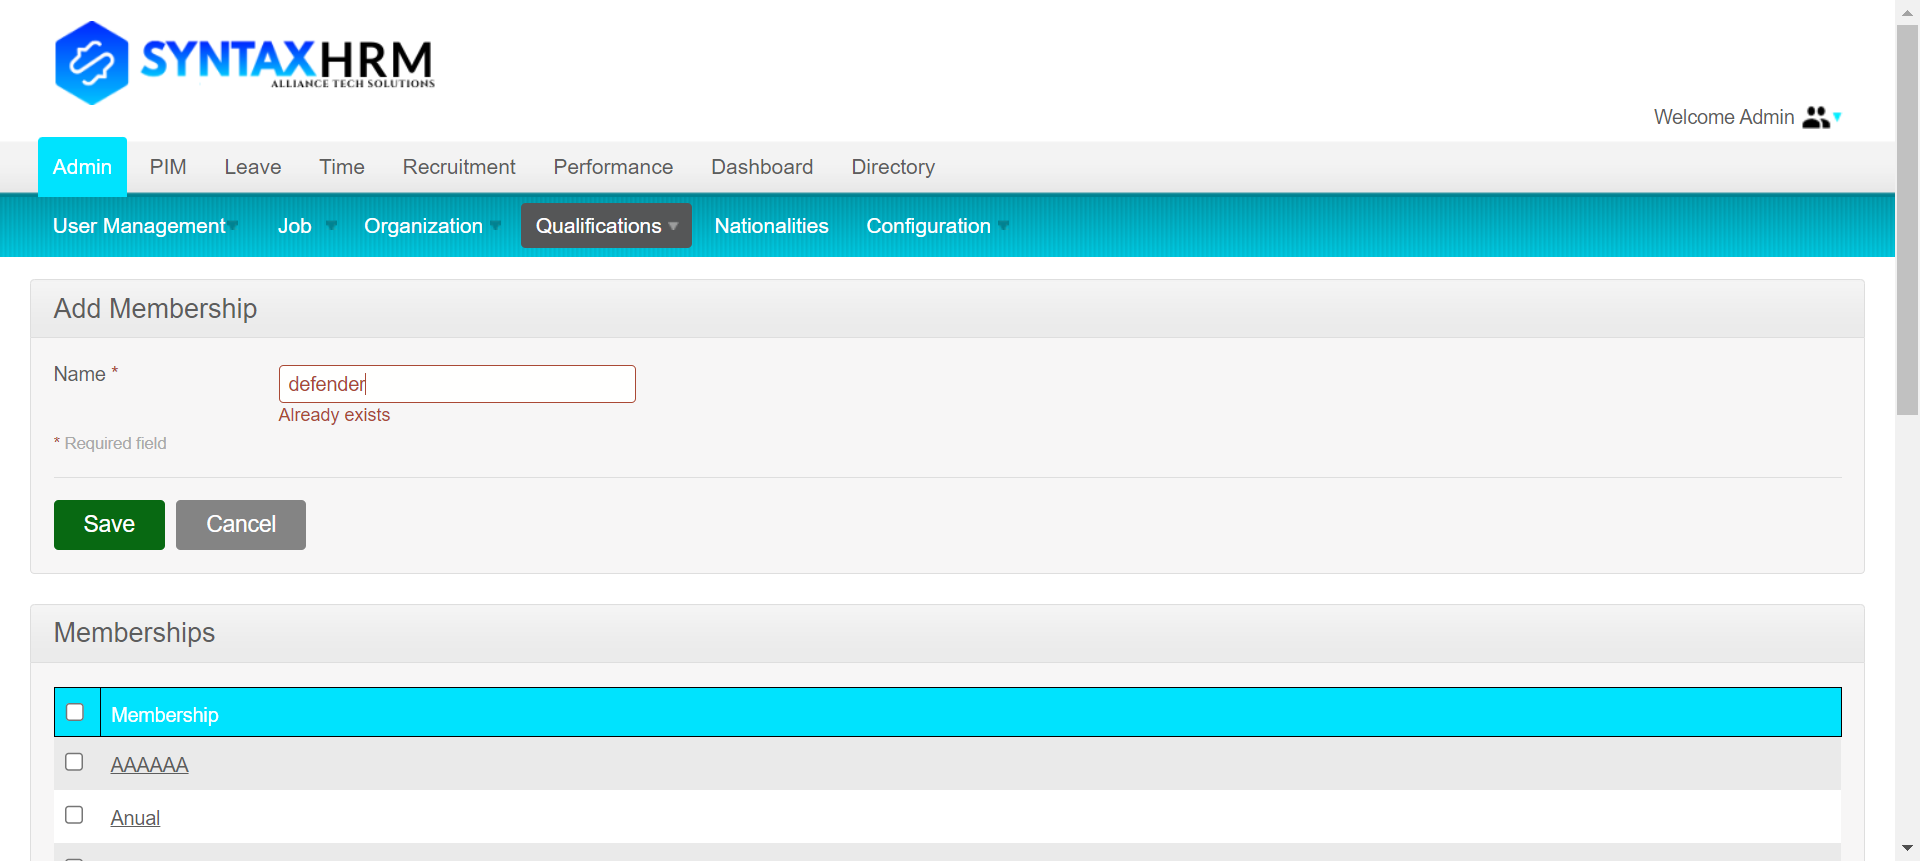 SYNTAXHRM
ALLIANCE TECH SOLUTIONS
Welcome Admin
Admin PIM Leave Time Recruitment Performance Dashboard Directory
User Management Job Organization Qualifications Nationalities Configuration
Add Membership
Name * defender
Already exists
* Required field
Save Cancel
Memberships
Membership
AAAAAA
Anual